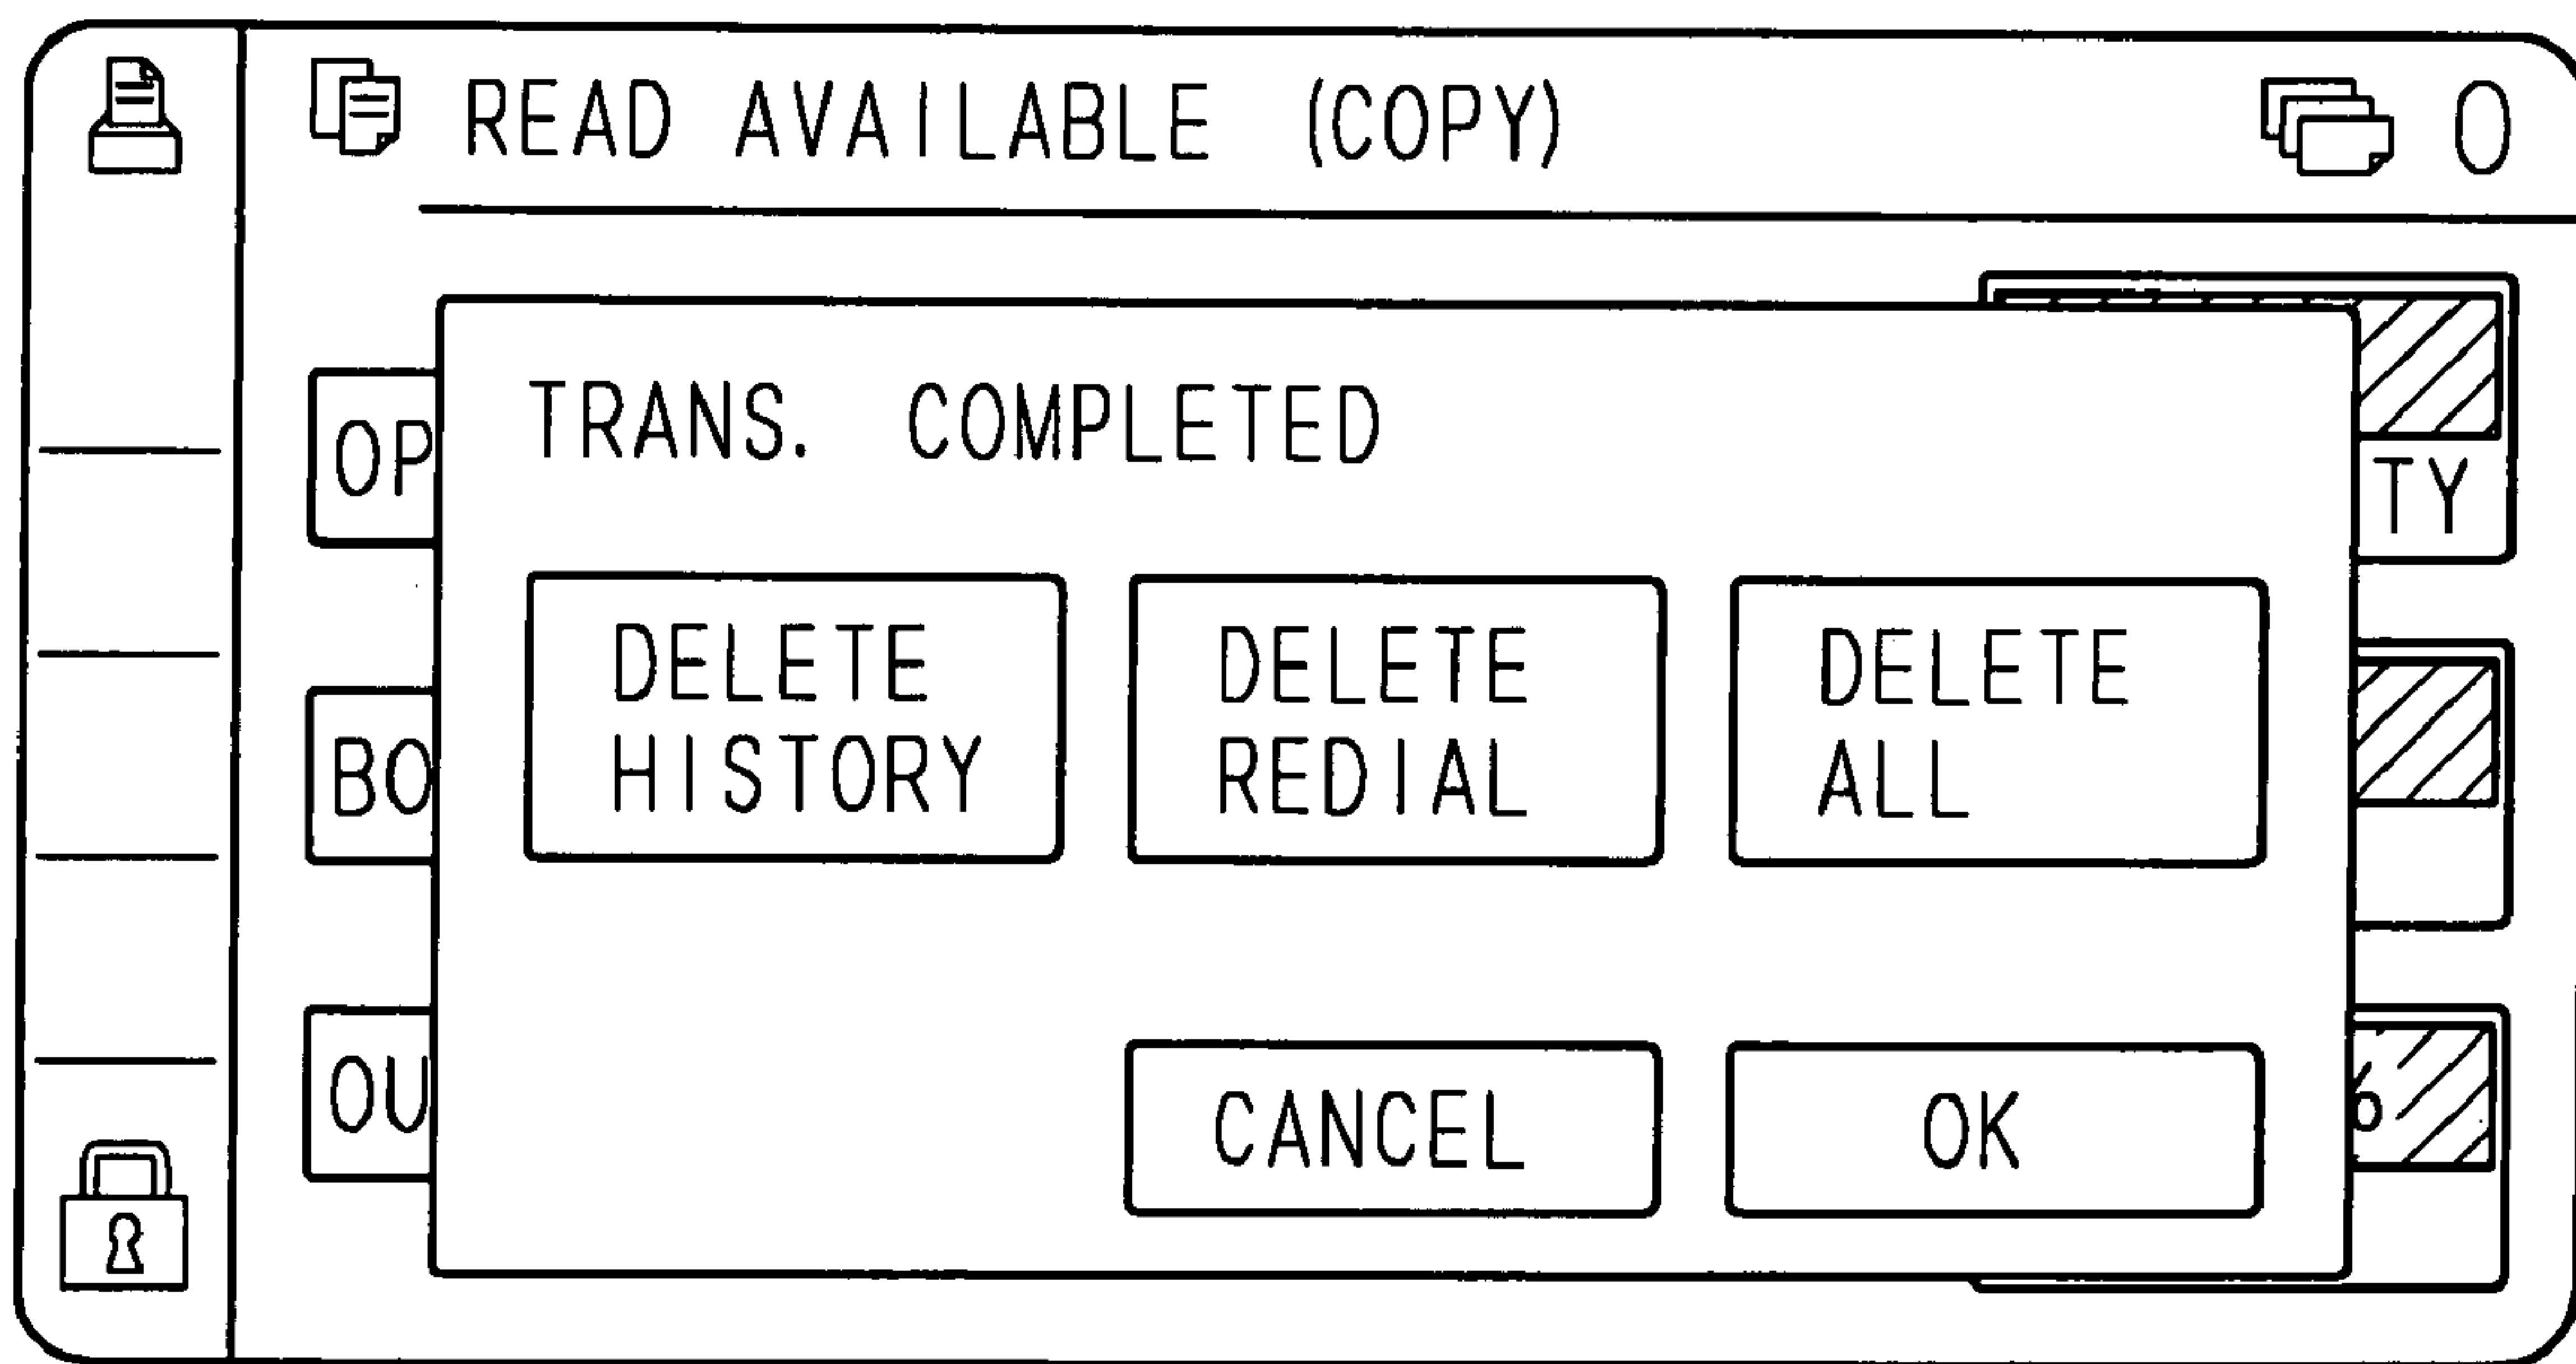 READ AVAILABLE (COPY) 0
TRANS. COMPLETED
OP
TY
DELETE HISTORY
DELETE REDIAL
DELETE ALL
BO
OU
CANCEL
OK